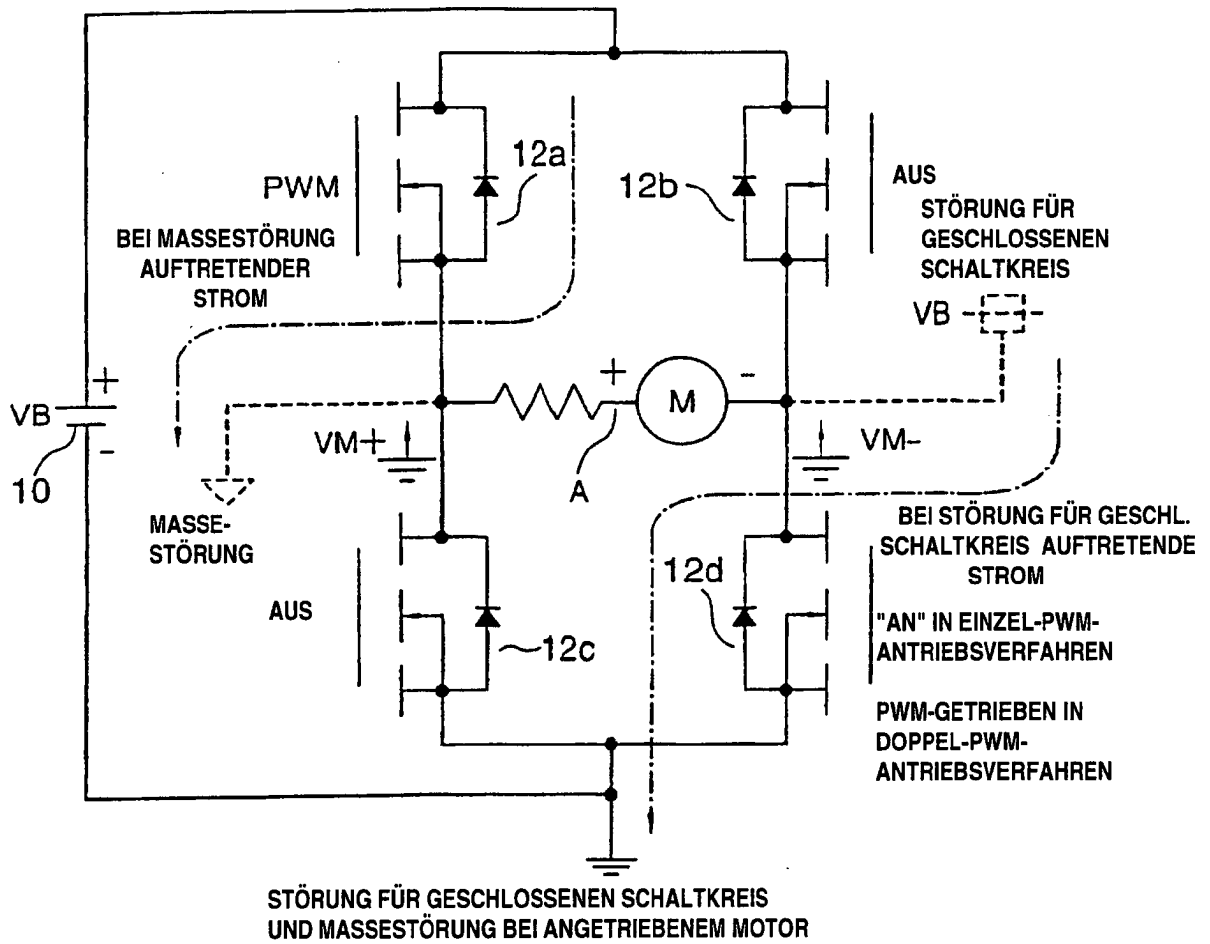 12a
PWM
12b
AUS
STÖRUNG FÜR
GESCHLOSSENEN
SCHALTKREIS
BEI MASSESTÖRUNG
AUFTRETENDER
STROM
VB
+
VB
-
10
+
M
-
VM+
A
VM-
MASSE-
STÖRUNG
BEI STÖRUNG FÜR GESCHL.
SCHALTKREIS AUFTRETENDE
STROM
AUS
12c
12d
"AN" IN EINZEL-PWM-
ANTRIEBSVERFAHREN
PWM-GETRIEBEN IN
DOPPEL-PWM-
ANTRIEBSVERFAHREN
STÖRUNG FÜR GESCHLOSSENEN SCHALTKREIS
UND MASSESTÖRUNG BEI ANGETRIEBENEM MOTOR